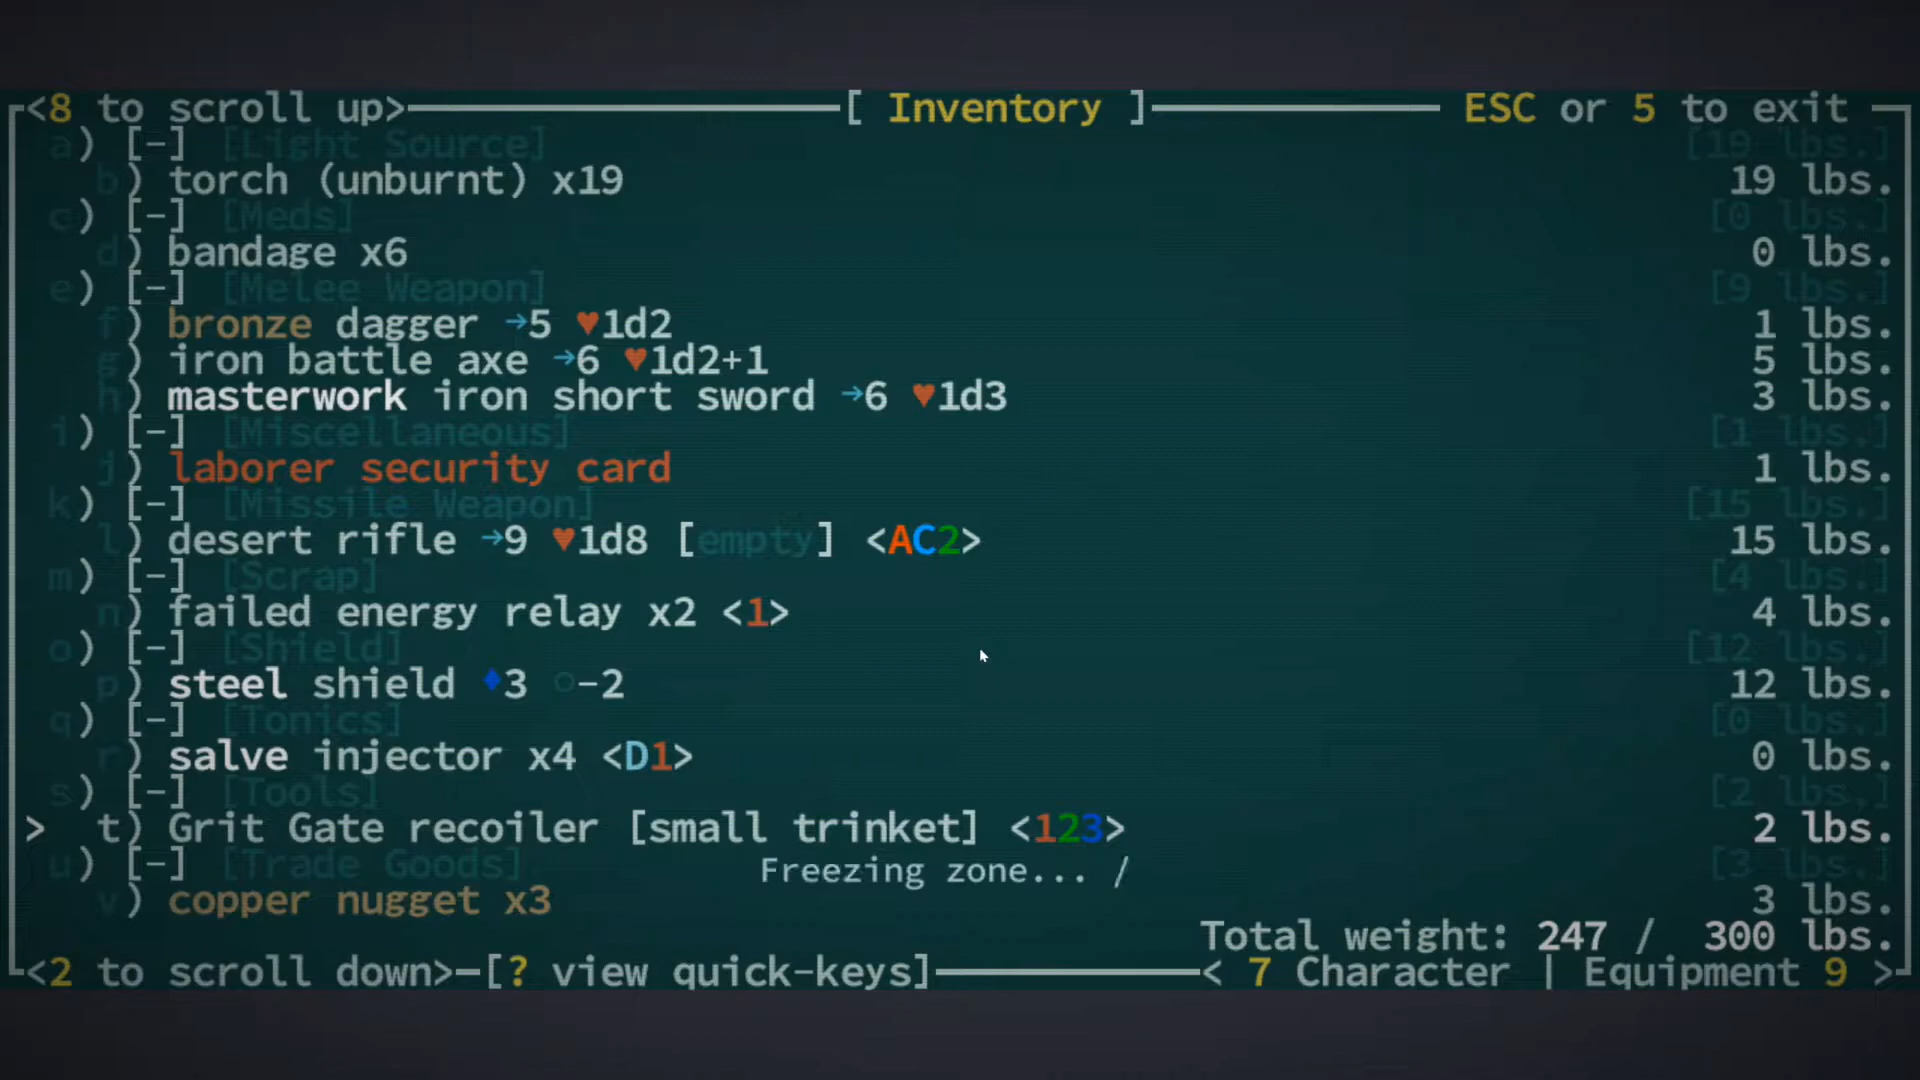 <8 to scroll up> [ Inventory ] ESC or 5 to exit
a) [-] [Light Source] [19 lbs.]
b) torch (unburnt) x19 19 lbs.
c) [-] [Meds] [0 lbs.]
d) bandage x6 0 lbs.
e) [-] [Melee Weapon] [9 lbs.]
f) bronze dagger →5 ♥1d2 1 lbs.
g) iron battle axe →6 ♥1d2+1 5 lbs.
h) masterwork iron short sword →6 ♥1d3 3 lbs.
i) [-] [Miscellaneous] [1 lbs.]
j) laborer security card 1 lbs.
k) [-] [Missile Weapon] [15 lbs.]
l) desert rifle →9 ♥1d8 [empty] <AC2> 15 lbs.
m) [-] [Scrap] [4 lbs.]
n) failed energy relay x2 <1> 4 lbs.
o) [-] [Shield] [12 lbs.]
p) steel shield ♦3 ○-2 12 lbs.
q) [-] [Tonics] [0 lbs.]
r) salve injector x4 <D1> 0 lbs.
s) [-] [Tools] [2 lbs.]
> t) Grit Gate recoiler [small trinket] <123> 2 lbs.
u) [-] [Trade Goods] [3 lbs.]
Freezing zone... /
v) copper nugget x3 3 lbs.
Total weight: 247 / 300 lbs.
<2 to scroll down> [? view quick-keys] < 7 Character | Equipment 9 >